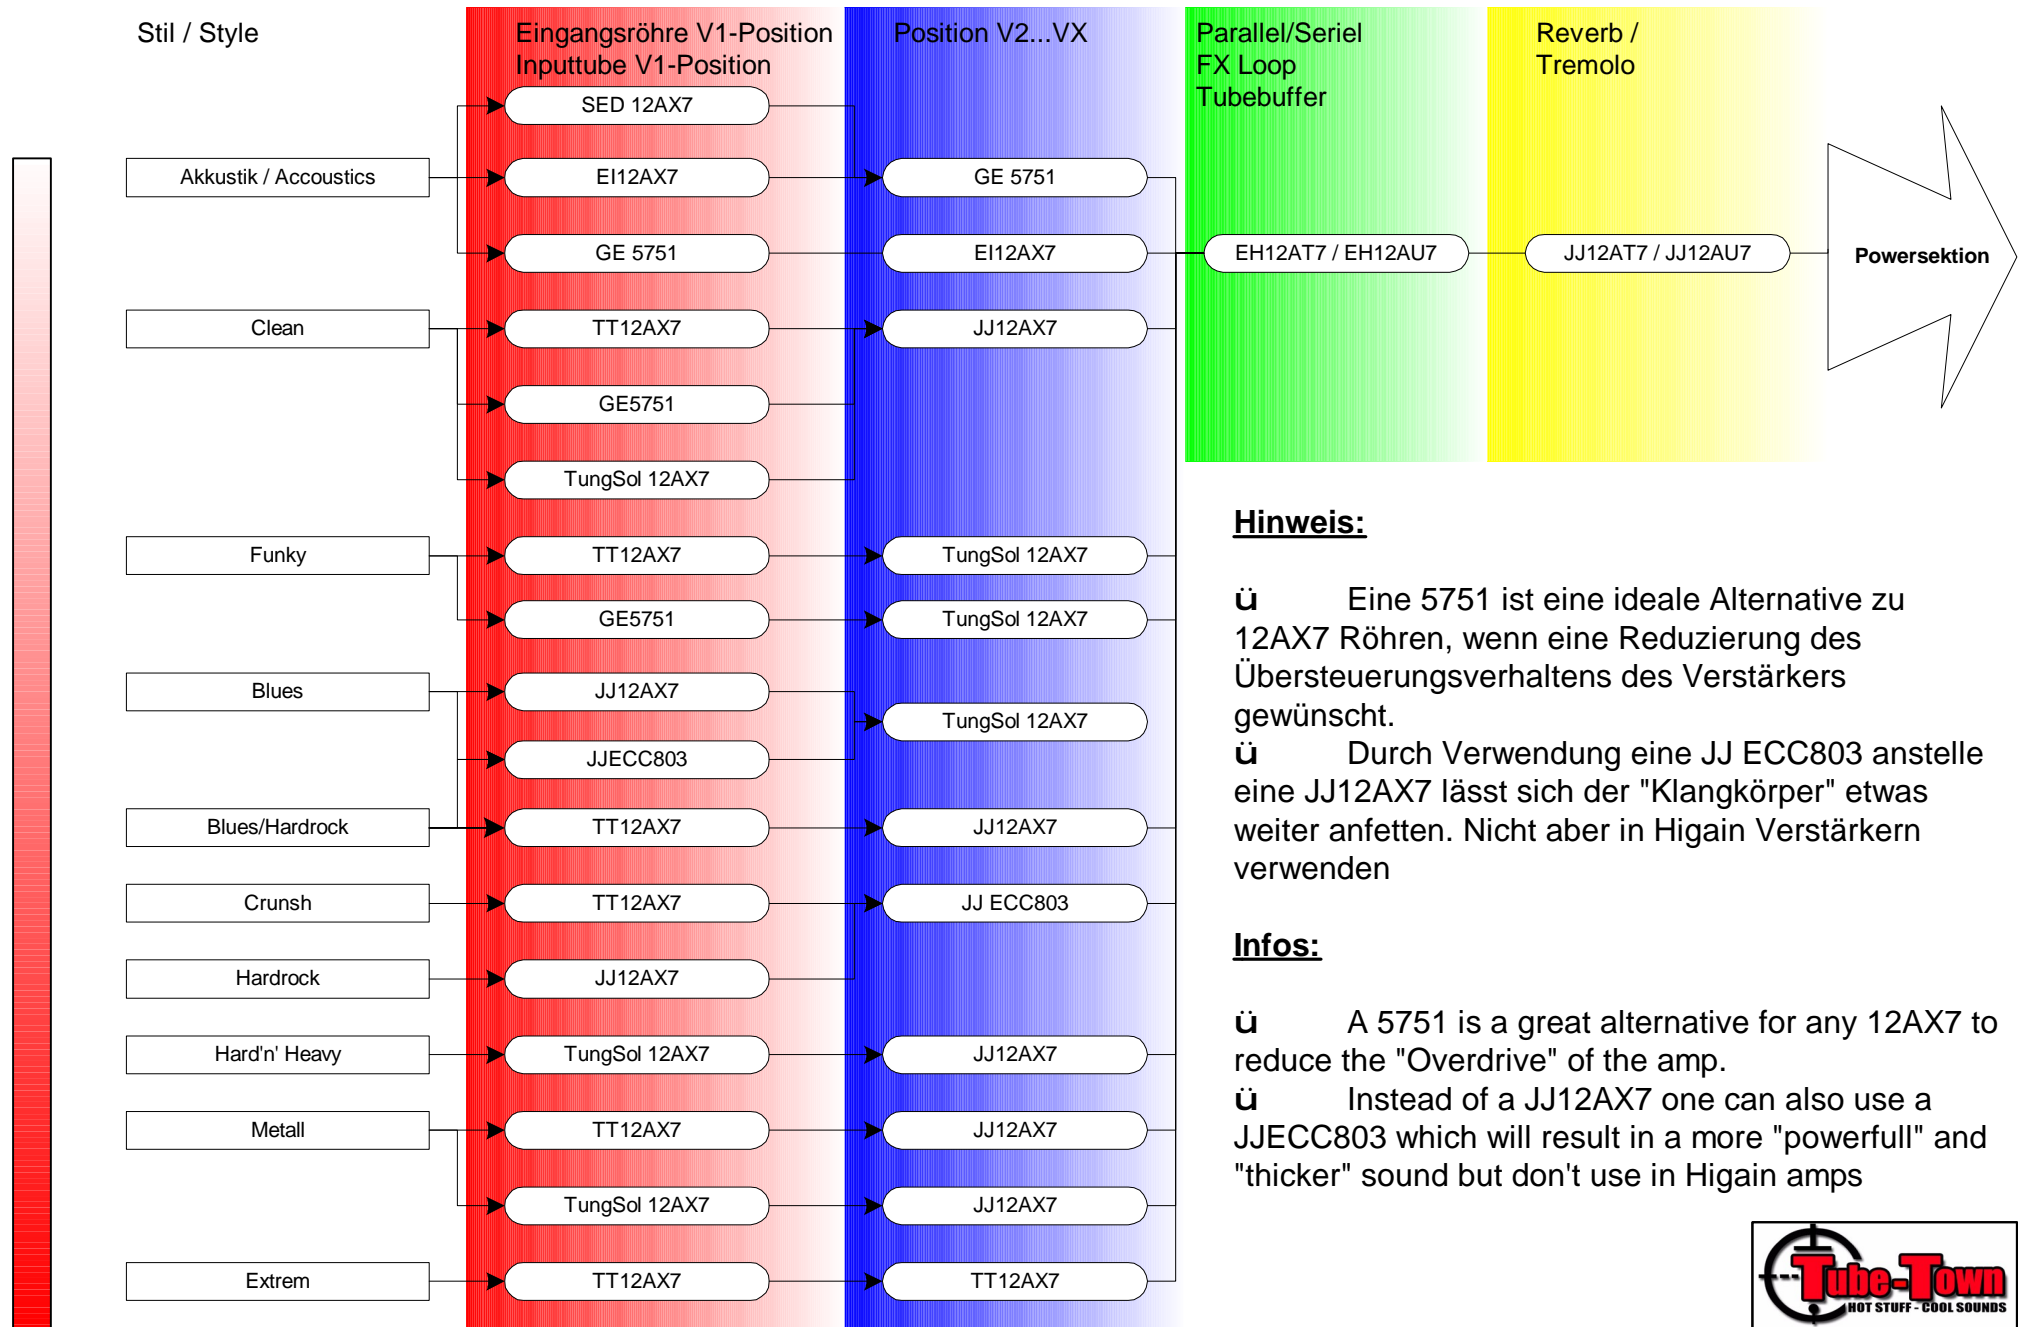 Stil / Style
Eingangsröhre V1-Position
Inputtube V1-Position
Position V2...VX
Parallel/Seriel
FX Loop
Tubebuffer
Reverb /
Tremolo
SED 12AX7
Akkustik / Accoustics
EI12AX7
GE 5751
GE 5751
EI12AX7
EH12AT7 / EH12AU7
JJ12AT7 / JJ12AU7
Powersektion
Clean
TT12AX7
JJ12AX7
GE5751
TungSol 12AX7
Funky
TT12AX7
TungSol 12AX7
GE5751
TungSol 12AX7
Blues
JJ12AX7
TungSol 12AX7
JJECC803
Blues/Hardrock
TT12AX7
JJ12AX7
Crunsh
TT12AX7
JJ ECC803
Hardrock
JJ12AX7
Hard'n' Heavy
TungSol 12AX7
JJ12AX7
Metall
TT12AX7
JJ12AX7
TungSol 12AX7
JJ12AX7
Extrem
TT12AX7
TT12AX7
Hinweis:
ü Eine 5751 ist eine ideale Alternative zu
12AX7 Röhren, wenn eine Reduzierung des
Übersteuerungsverhaltens des Verstärkers
gewünscht.
ü Durch Verwendung eine JJ ECC803 anstelle
eine JJ12AX7 lässt sich der "Klangkörper" etwas
weiter anfetten. Nicht aber in Higain Verstärkern
verwenden
Infos:
ü A 5751 is a great alternative for any 12AX7 to
reduce the "Overdrive" of the amp.
ü Instead of a JJ12AX7 one can also use a
JJECC803 which will result in a more "powerfull" and
"thicker" sound but don't use in Higain amps
Tube-Town
HOT STUFF - COOL SOUNDS